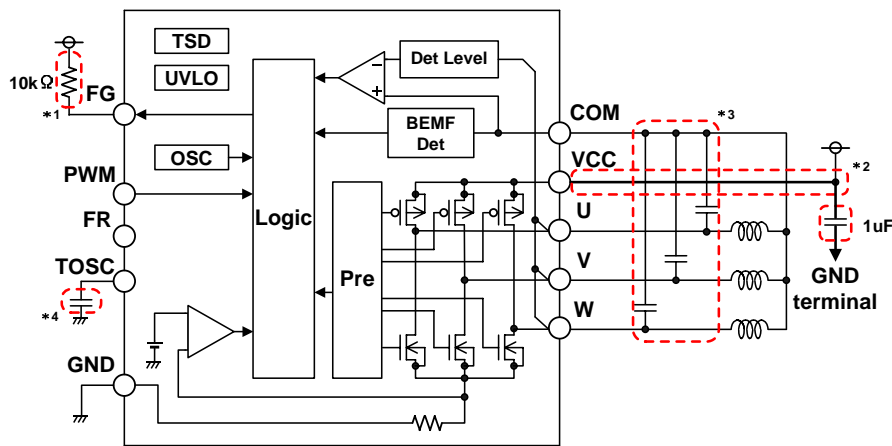 TSD
UVLO
10kΩ
FG
*1
OSC
PWM
FR
TOSC
*4
GND
Logic
Pre
Det Level
−
+
BEMF
Det
COM
VCC
U
V
W
*3
*2
1uF
GND
terminal